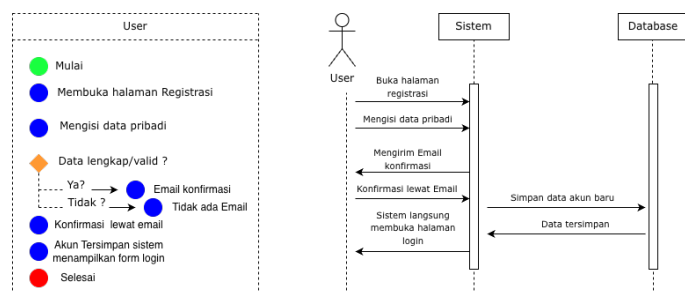 User
Mulai
Membuka halaman Registrasi
Mengisi data pribadi
Data lengkap/valid ?
Ya?
Email konfirmasi
Tidak ?
Tidak ada Email
Konfirmasi lewat email
Akun Tersimpan sistem
menampilkan form login
Selesai
User
Sistem
Database
Buka halaman
registrasi
Mengisi data pribadi
Mengirim Email
konfirmasi
Konfirmasi lewat Email
Simpan data akun baru
Data tersimpan
Sistem langsung
membuka halaman
login